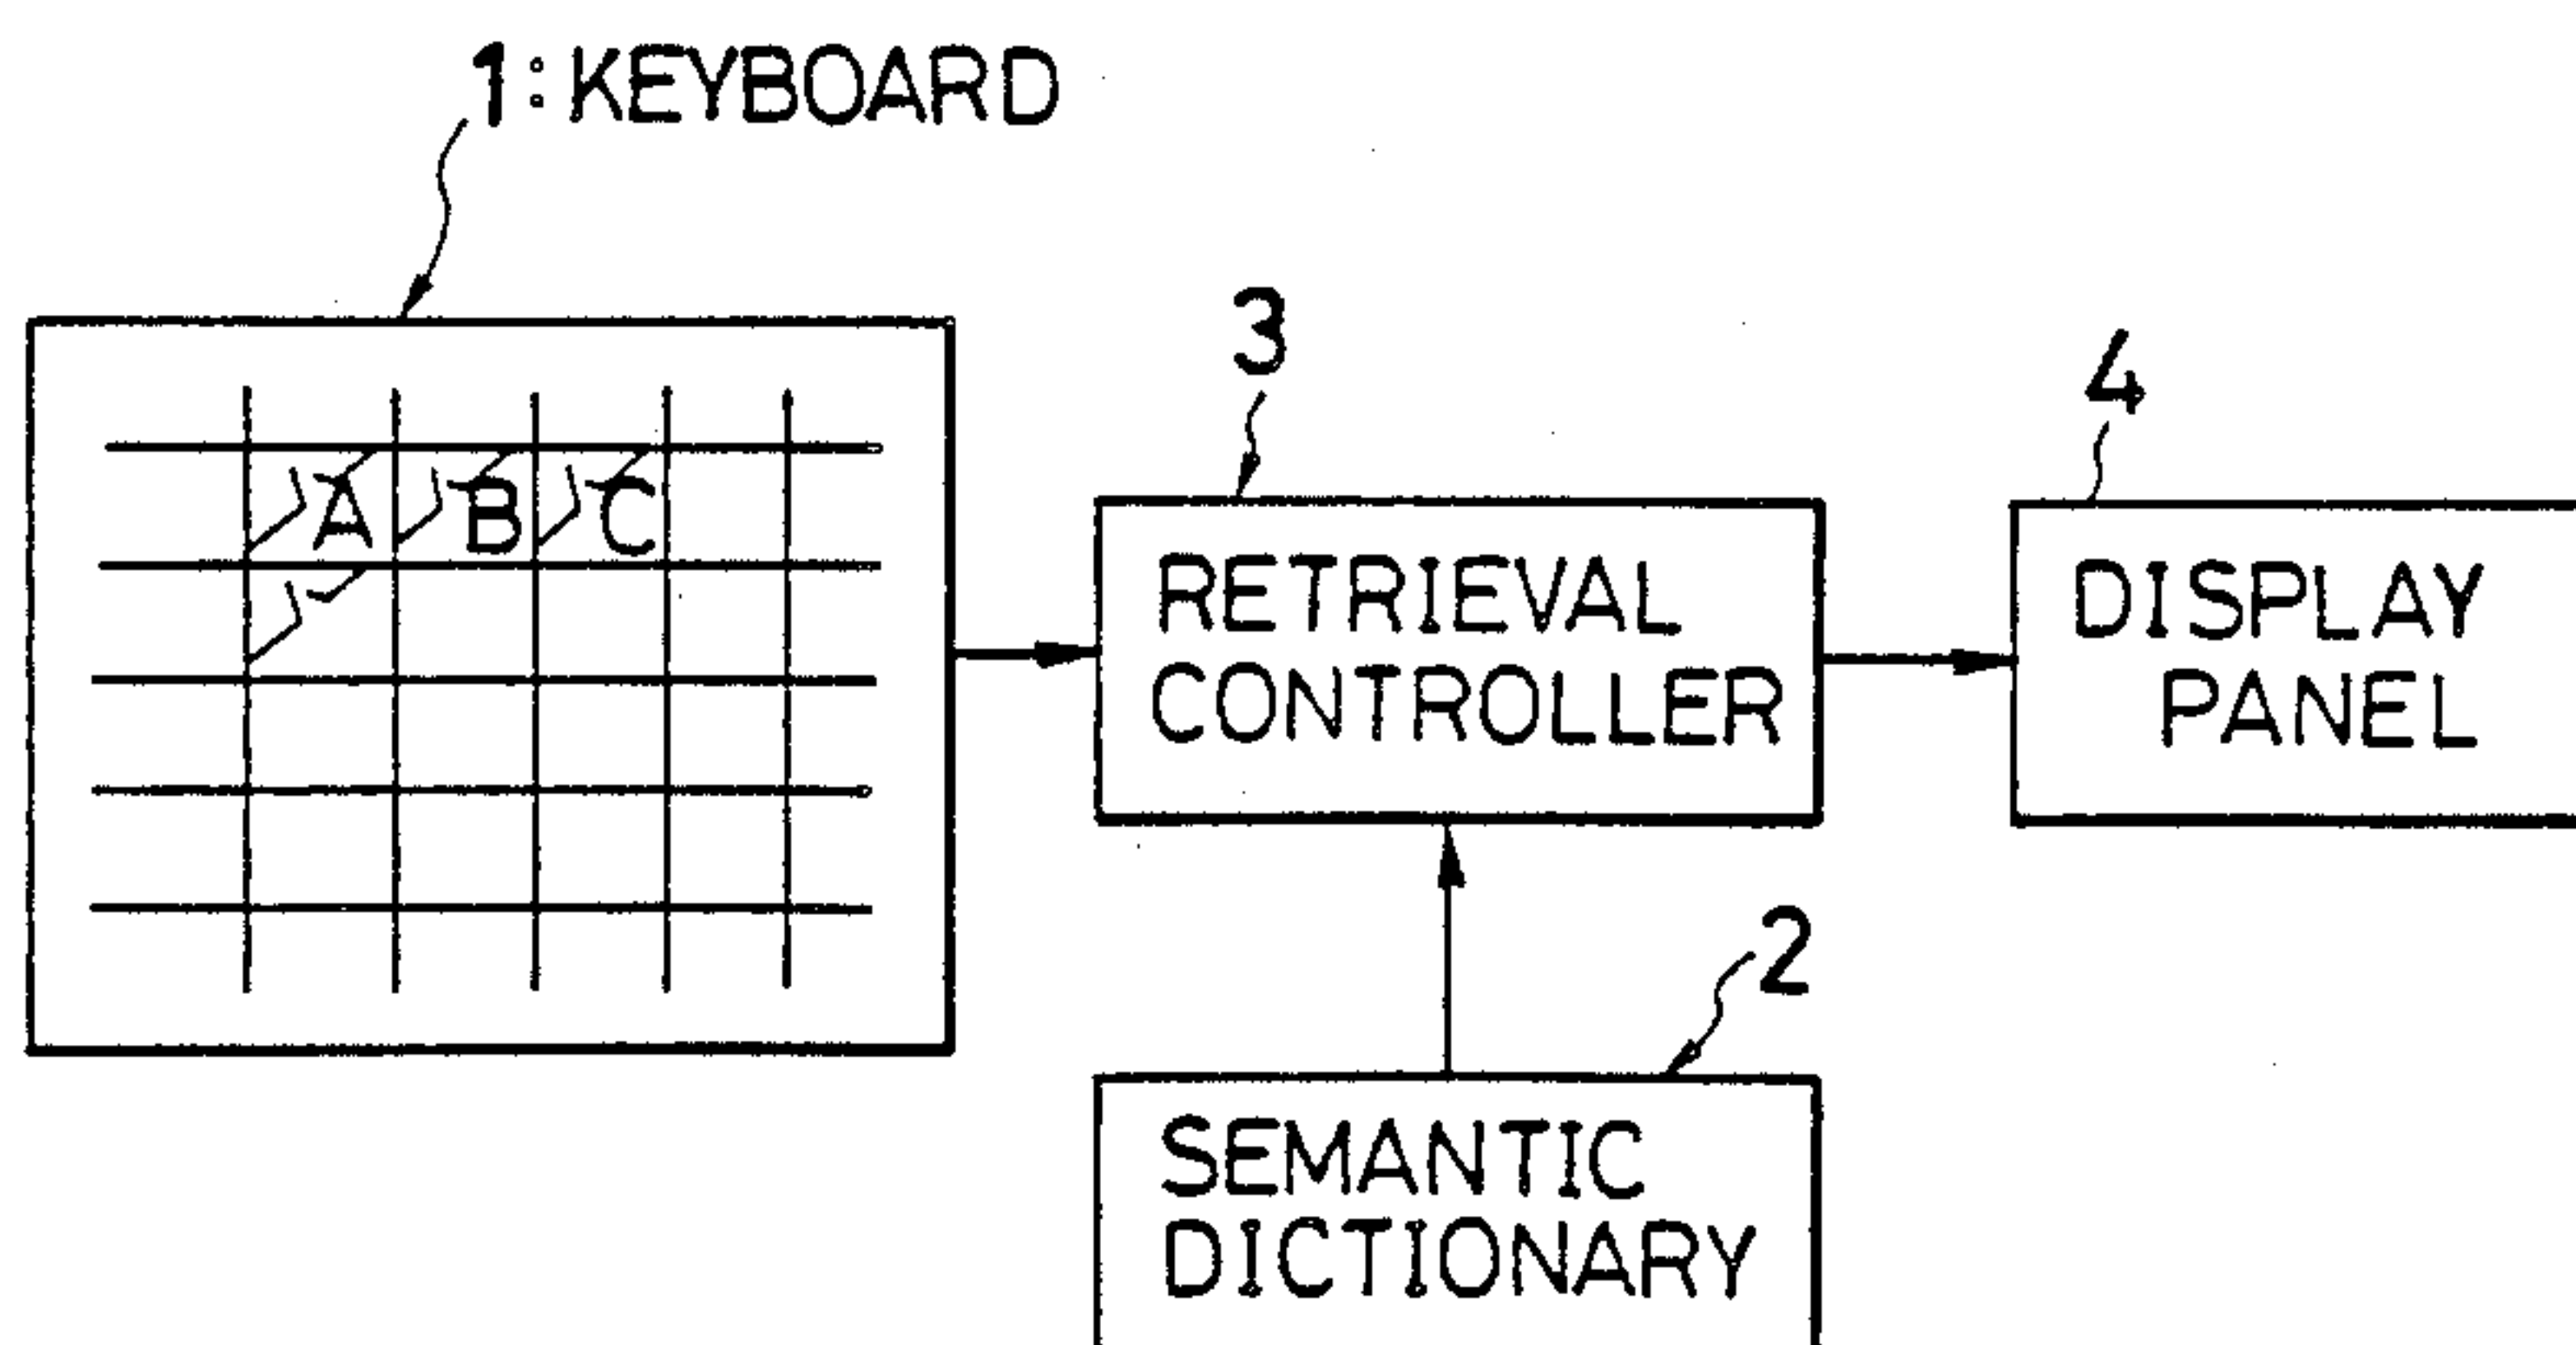 1: KEYBOARD
3
4
A B C
RETRIEVAL
CONTROLLER
DISPLAY
PANEL
2
SEMANTIC
DICTIONARY